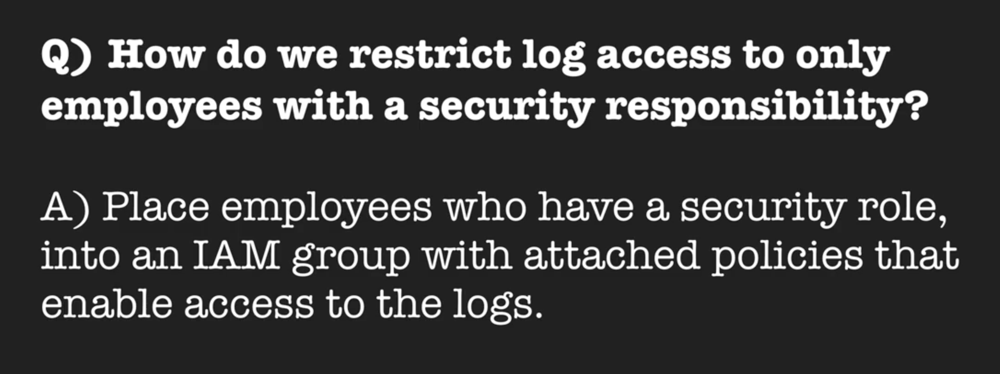 Q) How do we restrict log access to only
employees with a security responsibility?
A) Place employees who have a security role,
into an IAM group with attached policies that
enable access to the logs.